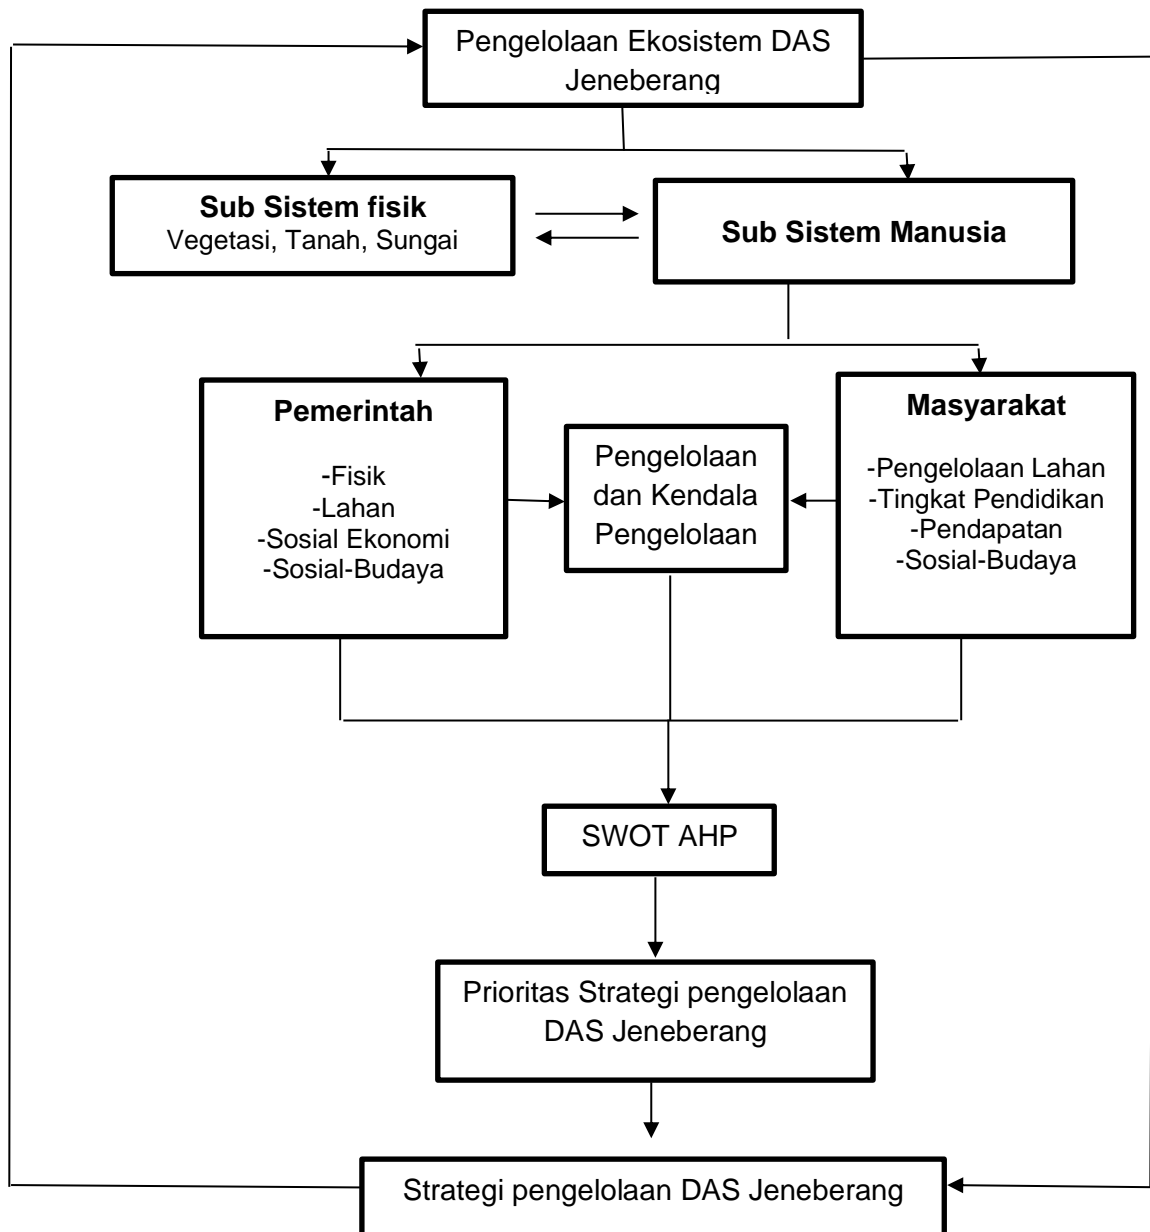 Pengelolaan Ekosistem DAS
Jeneberang
Sub Sistem fisik
Vegetasi, Tanah, Sungai
Sub Sistem Manusia
Pemerintah
-Fisik
-Lahan
-Sosial Ekonomi
-Sosial-Budaya
Pengelolaan
dan Kendala
Pengelolaan
Masyarakat
-Pengelolaan Lahan
-Tingkat Pendidikan
-Pendapatan
-Sosial-Budaya
SWOT AHP
Prioritas Strategi pengelolaan
DAS Jeneberang
Strategi pengelolaan DAS Jeneberang